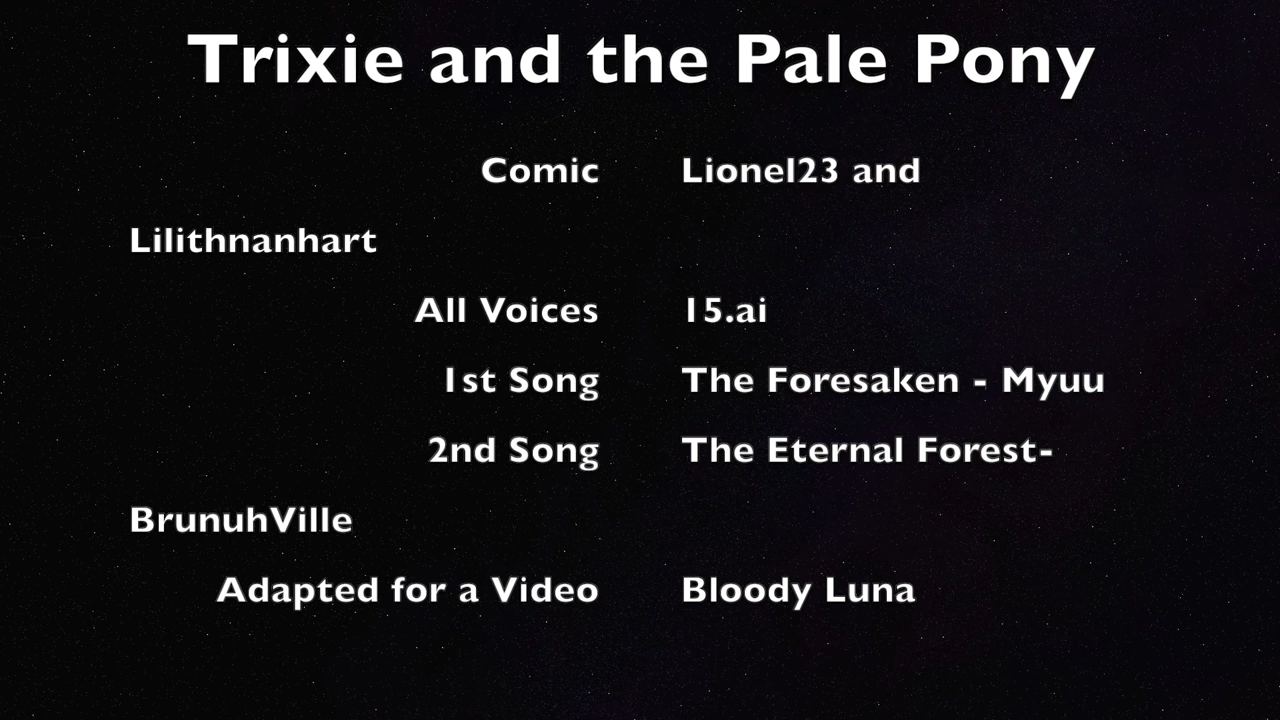 Trixie and the Pale Pony
Comic Lionel23 and
Lilithnanhart
All Voices 15.ai
1st Song The Foresaken - Myuu
2nd Song The Eternal Forest-
BrunuhVille
Adapted for a Video Bloody Luna